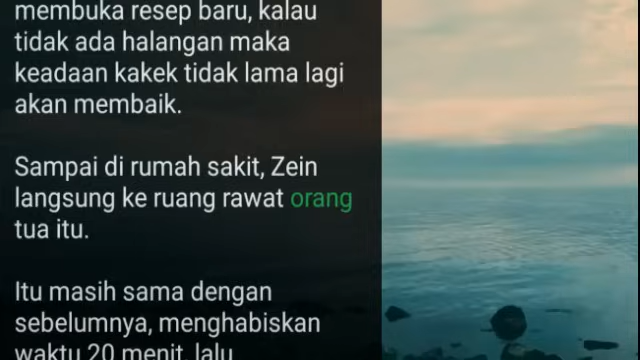 membuka resep baru, kalau
tidak ada halangan maka
keadaan kakek tidak lama lagi
akan membaik.
Sampai di rumah sakit, Zein
langsung ke ruang rawat orang
tua itu.
Itu masih sama dengan
sebelumnya, menghabiskan
waktu 20 menit, lalu